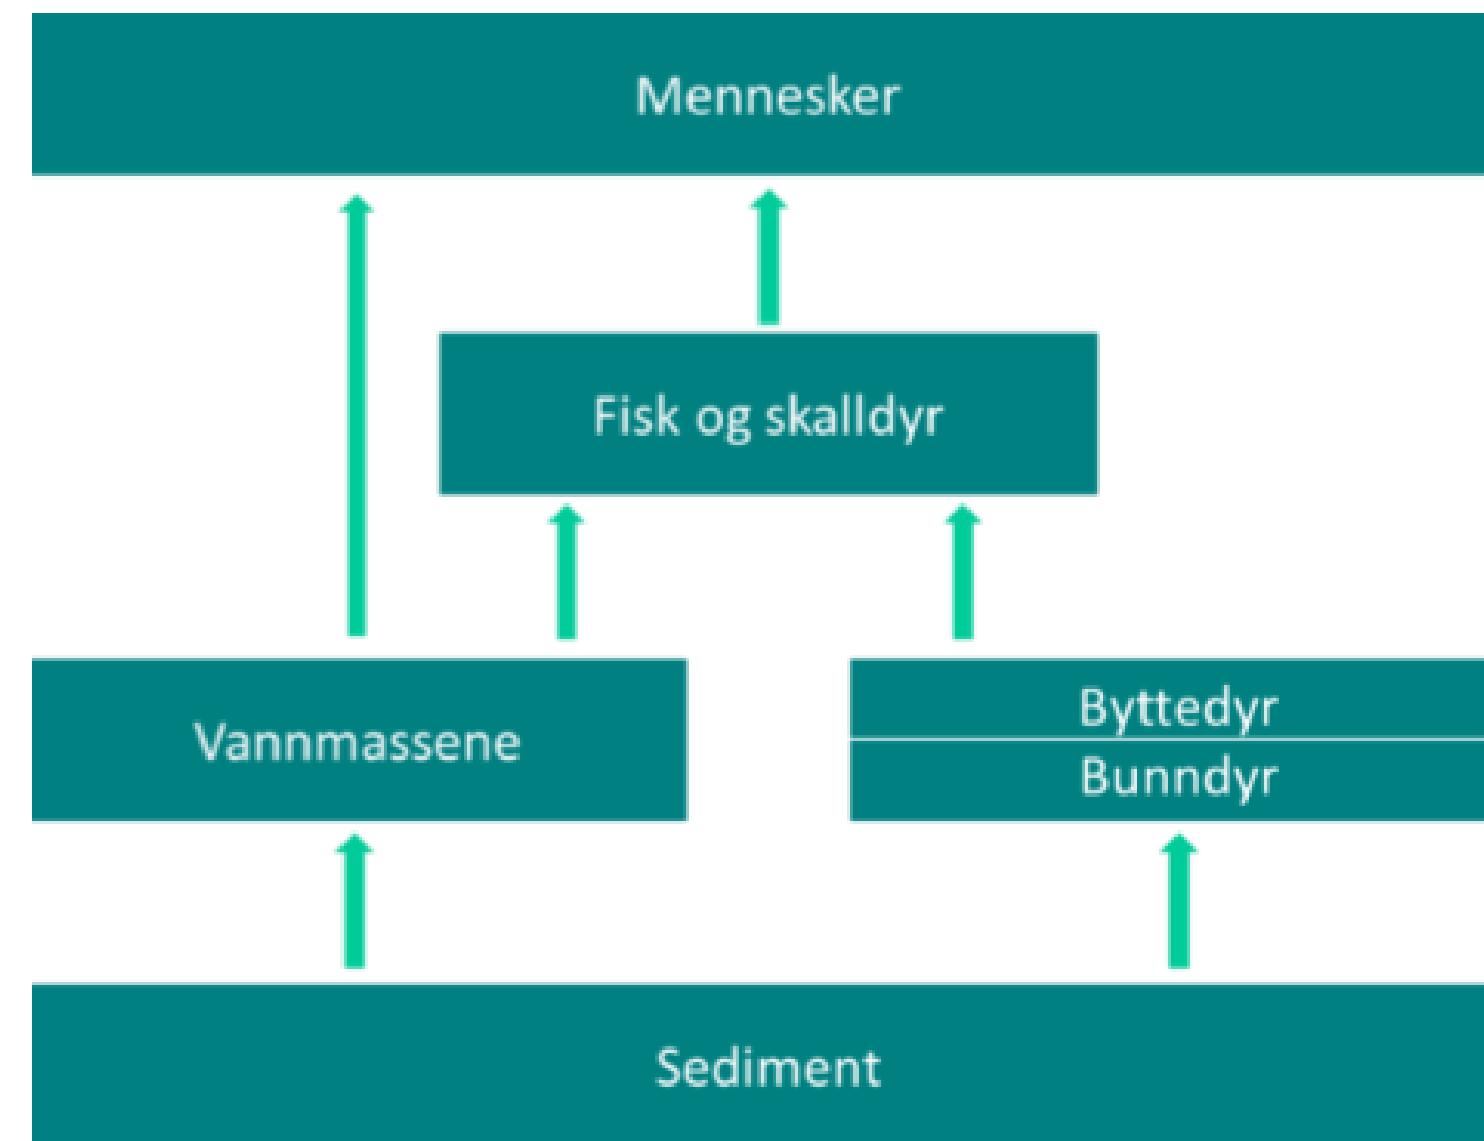 Mennesker
Fisk og skalldyr
Vannmassene
Byttedyr
Bunndyr
Sediment